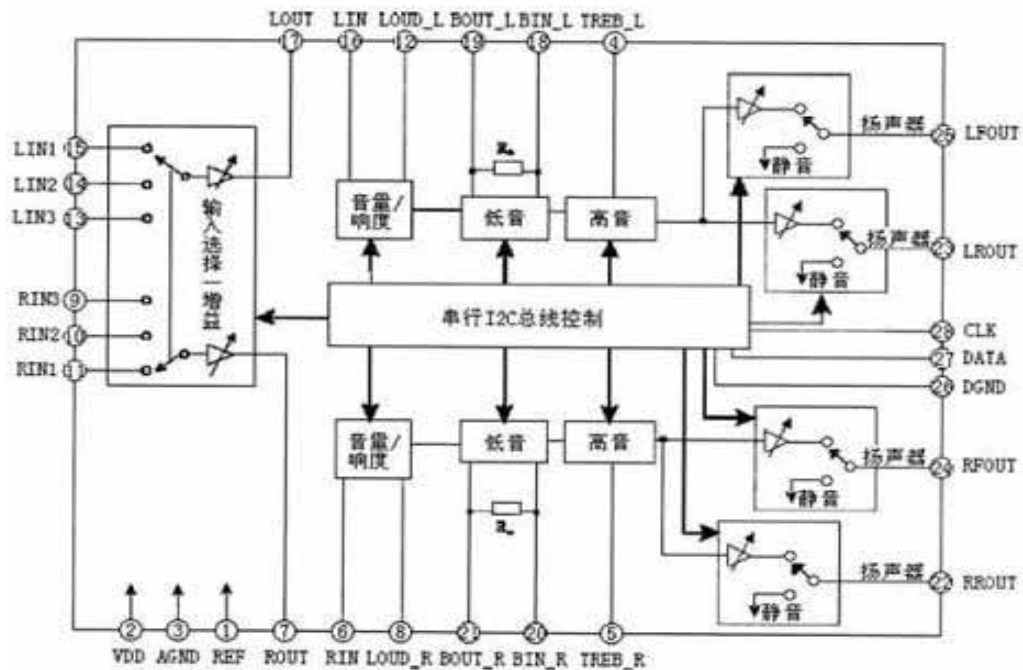 LOUT LIN LOUD_L BOUT_L BIN_L TREB_L
17 16 12 19 18 4
LIN1 15
LIN2 14
LIN3 13
RIN3 9
RIN2 10
RIN1 11
输入选择-增益
音量/
响度
低音
高音
串行I2C总线控制
音量/
响度
低音
高音
静音
扬声器
25 LFOUT
静音
扬声器
23 LROUT
28 CLK
27 DATA
26 DGND
静音
扬声器
24 RFOUT
静音
扬声器
22 RROUT
2 3 1 7 6 8 21 20 5
VDD AGND REF ROUT RIN LOUD_R BOUT_R BIN_R TREB_R